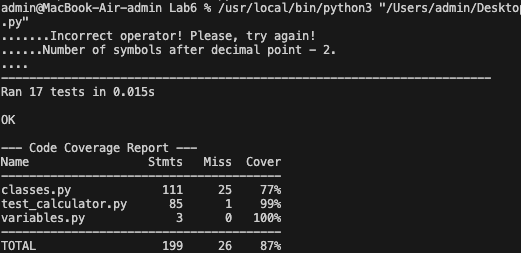 admin@MacBook-Air-admin Lab6 % /usr/local/bin/python3 "/Users/admin/Desktop
.py"
.......Incorrect operator! Please, try again!
......Number of symbols after decimal point - 2.
....
----------------------------------------------------------------------
Ran 17 tests in 0.015s
OK
--- Code Coverage Report ---
Name                Stmts   Miss  Cover
----------------------------------------
classes.py            111     25    77%
test_calculator.py     85      1    99%
variables.py            3      0   100%
----------------------------------------
TOTAL                 199     26    87%